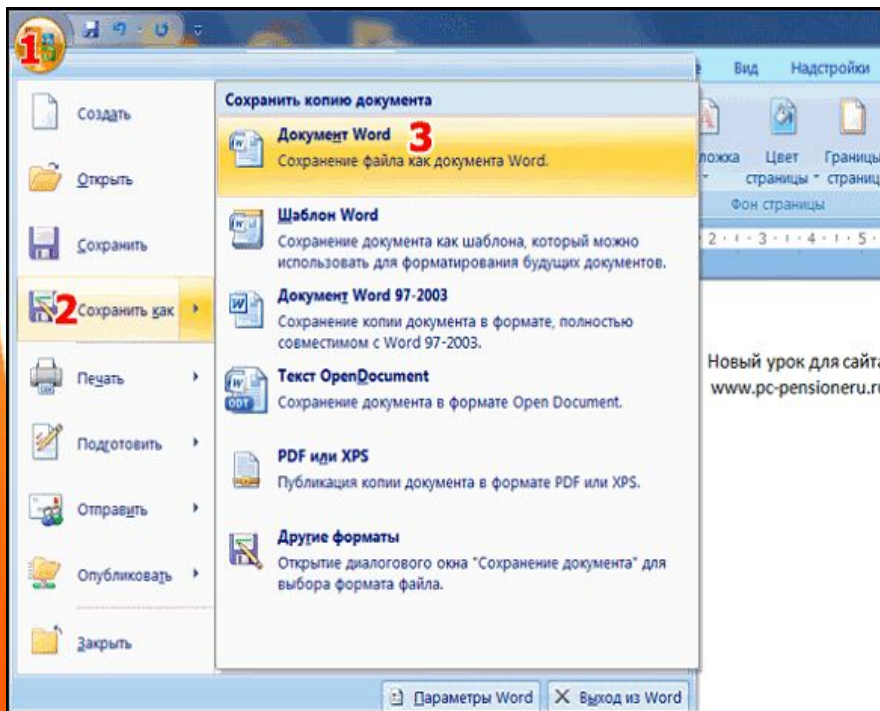 1
Вид Надстройки
Создать
Открыть
Сохранить
2 Сохранить как
Печать
Подготовить
Отправить
Опубликовать
Закрыть
Сохранить копию документа
Документ Word 3
Сохранение файла как документа Word.
Шаблон Word
Сохранение документа как шаблона, который можно
использовать для форматирования будущих документов.
Документ Word 97-2003
Сохранение копии документа в формате, полностью
совместимом с Word 97-2003.
Текст OpenDocument
Сохранение документа в формате Open Document.
PDF или XPS
Публикация копии документа в формате PDF или XPS.
Другие форматы
Открытие диалогового окна "Сохранение документа" для
выбора формата файла.
Параметры Word Выход из Word
ложка Цвет Границы
страницы страниц
Фон страницы
2 · 3 · 4 · 5
Новый урок для сайта
www.pc-pensioneru.ru